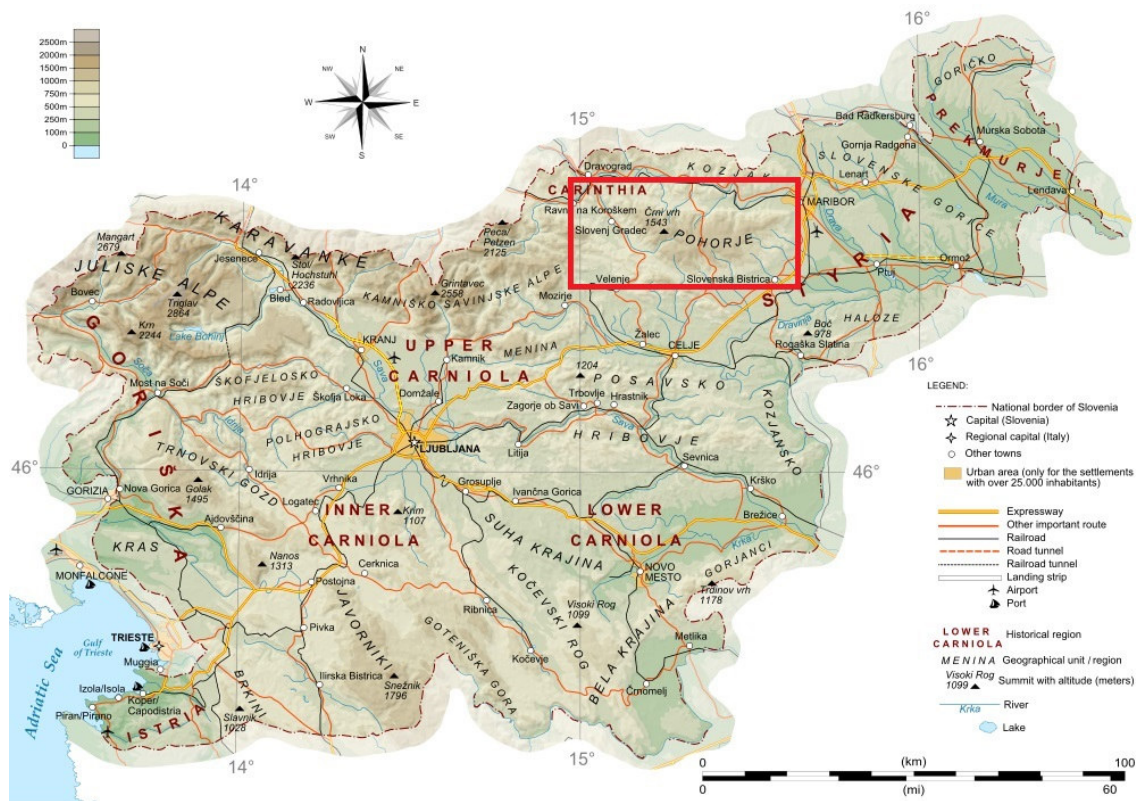 2500m
2000m
1500m
1000m
500m
250m
100m
0
N
NW
NE
W
E
SW
SE
S
16°
15°
14°
GORIČKO
PREKMURJE
Bad Radkersburg
Murska Sobota
Gornja Radgona
SLOVENSKE
GORICE
Lenart
Lendava
Mura
Dravograd
KOZJAK
CARINTHIA
Ravne na Koroškem
Črni vrh
1543
MARIBOR
Slovenj Gradec
POHORJE
Drava
Peca/
Petzen
2125
KARAVANKE
Mangart
2679
Jesenice
Stol/
Hochstuhl
2236
Velenje
Slovenska Bistrica
STYRIA
Ptuj
Ormož
JULISKE ALPE
Grintavec
2558
KAMNIŠKO SAVINJSKE ALPE
Bovec
Bled
Radovljica
Triglav
2864
Mozirje
Dravinja
HALOZE
Boč
978
Krn
2244
Lake Bohinj
KRANJ
UPPER
CARNIOLA
MENINA
Žalec
CELJE
Rogaška Slatina
16°
Kamnik
Sava
GORIŠKA
Soča
Most na Soči
ŠKOFJELOSKO
HRIBOVJE
Škofja Loka
Domžale
1204
POSAVSKO
HRIBOVJE
Trbovlje
Hrastnik
Zagorje ob Savi
KOZJANSKO
Idrija
POLHOGRAJSKO
HRIBOVJE
Sava
LJUBLJANA
Litija
46°
TRNOVSKI GOZD
Idrija
Golak
1495
Vrhnika
Sevnica
46°
Grosuplje
Ivančna Gorica
Krško
GORIZIA
Nova Gorica
Logatec
INNER
CARNIOLA
Krim
1107
LOWER
CARNIOLA
Brežice
Ajdovščina
SUHA KRAJINA
Krka
KRAS
Nanos
1313
Cerknica
GORJANCI
MONFALCONE
Postojna
NOVO
MESTO
Trdinov vrh
1178
JAVORNIKI
Ribnica
KOČEVSKI ROG
Visoki Rog
1099
BELA KRAJINA
Pivka
TRIESTE
Gulf
of Trieste
Metlika
Muggia
GOTENIŠKA GORA
Kočevje
Adriatic Sea
Izola/Isola
Koper/
Capodistria
BRKINI
Ilirska Bistrica
Snežnik
1796
Črnomelj
Piran/Pirano
ISTRIA
Slavnik
1028
14°
15°
LEGEND:
National border of Slovenia
Capital (Slovenia)
Regional capital (Italy)
Other towns
Urban area (only for the settlements
with over 25.000 inhabitants)
Expressway
Other important route
Railroad
Road tunnel
Railroad tunnel
Landing strip
Airport
Port
LOWER
CARNIOLA
Historical region
MENINA
Geographical unit / region
Visoki Rog
1099
Summit with altitude (meters)
Krka
River
Lake
0
(km)
100
0
(mi)
60